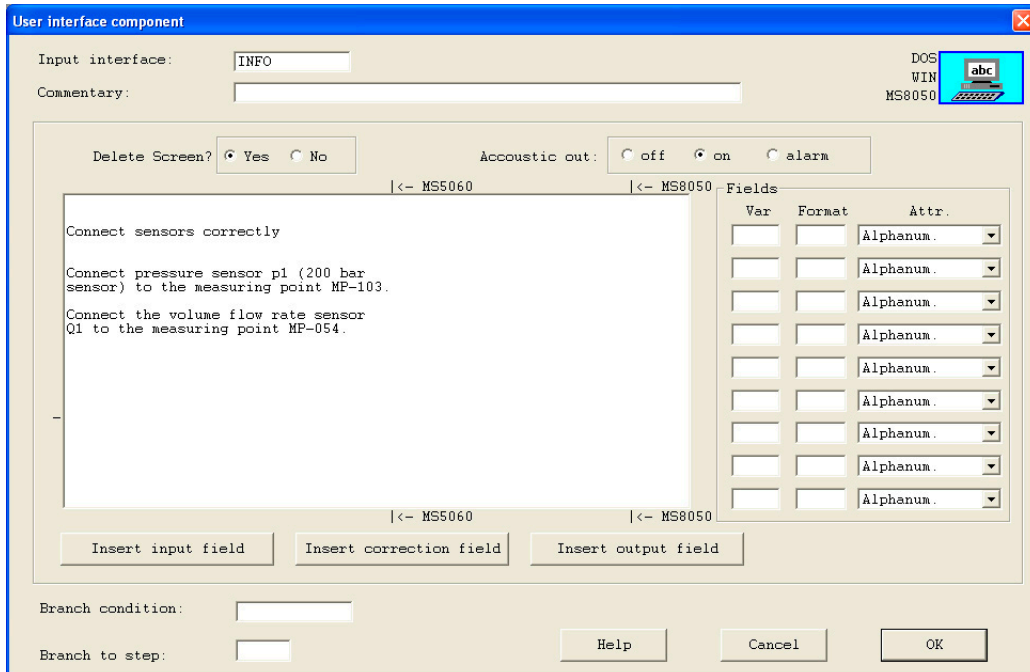 User interface component
Input interface: INFO
DOS
WIN
MS8050
abc
Commentary:
Delete Screen? Yes No
Accoustic out: off on alarm
|<- MS5060 |<- MS8050
Fields
Var Format Attr.
Connect sensors correctly
Connect pressure sensor p1 (200 bar
sensor) to the measuring point MP-103.
Connect the volume flow rate sensor
Q1 to the measuring point MP-054.
Alphanum.
Alphanum.
Alphanum.
Alphanum.
Alphanum.
Alphanum.
Alphanum.
Alphanum.
Alphanum.
|<- MS5060 |<- MS8050
Insert input field Insert correction field Insert output field
Branch condition:
Branch to step:
Help Cancel OK